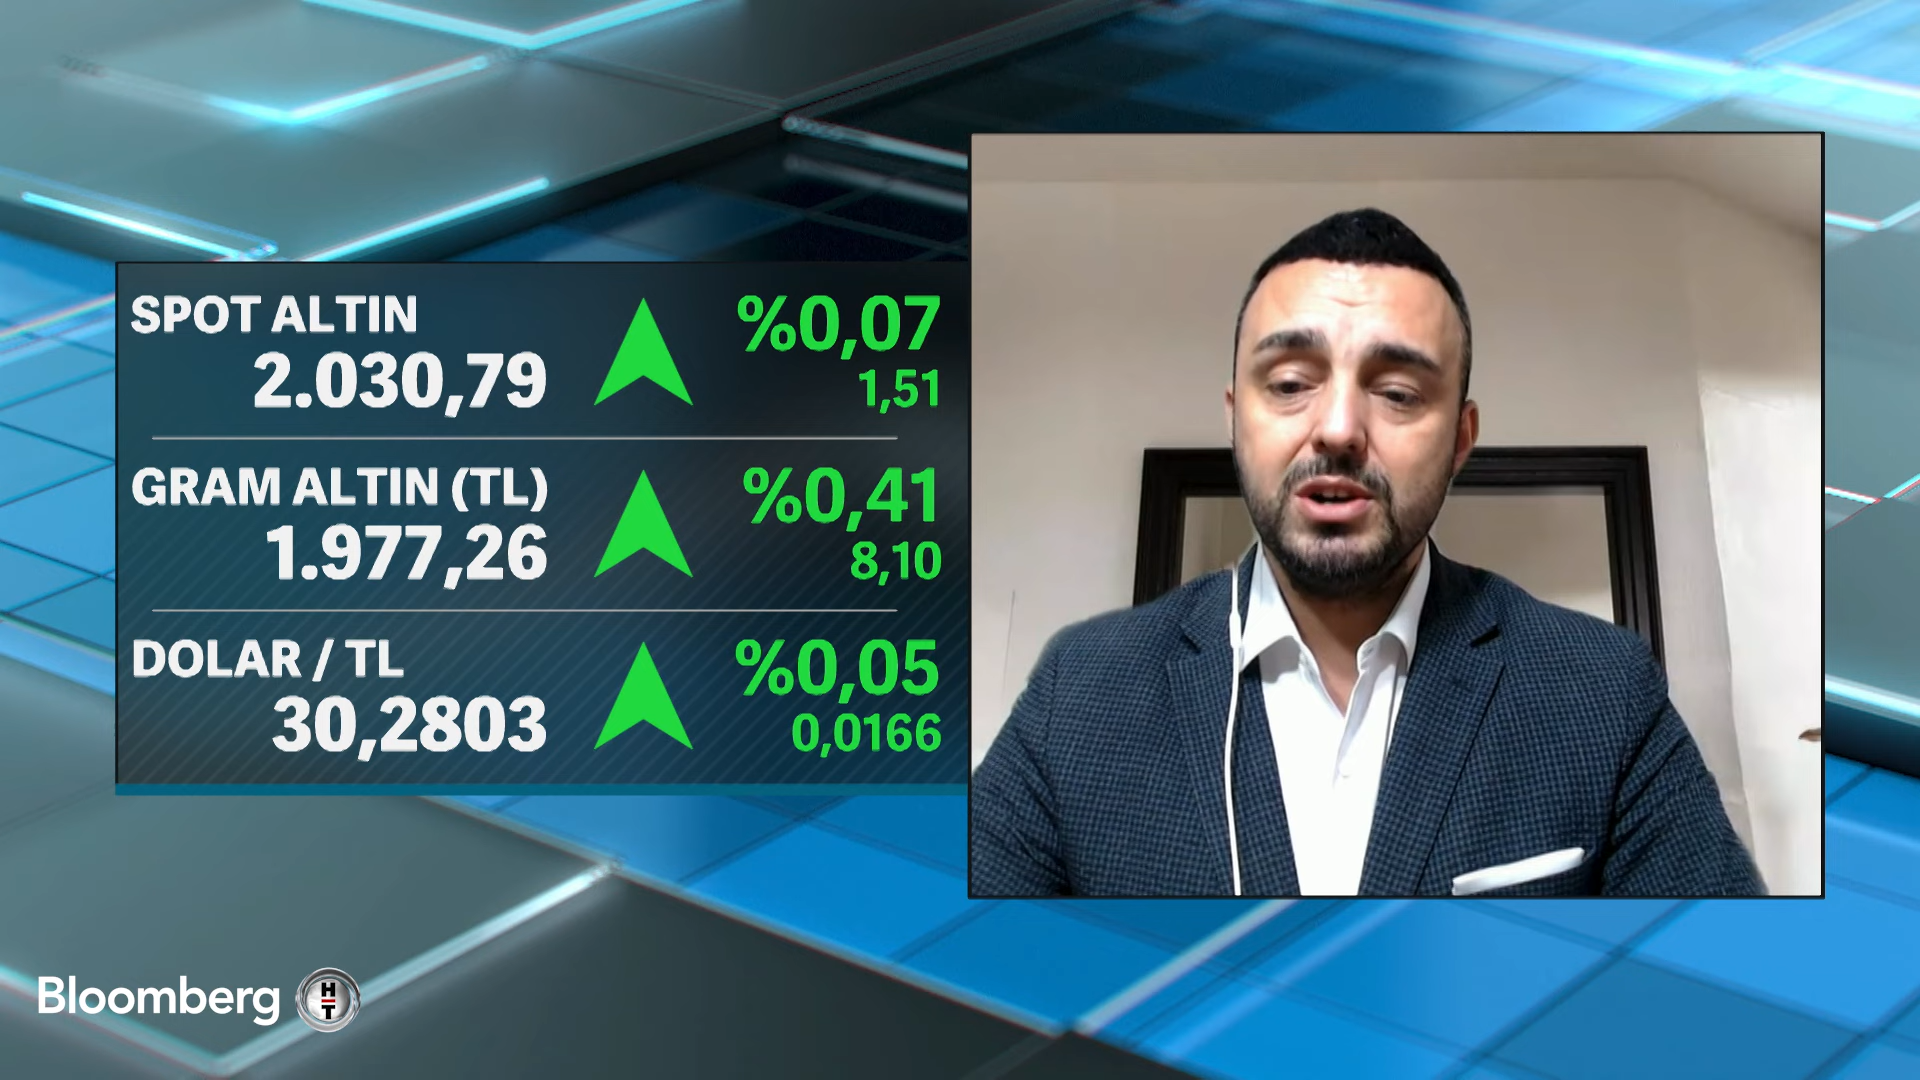 SPOT ALTIN
2.030,79
%0,07
1,51
GRAM ALTIN (TL)
1.977,26
%0,41
8,10
DOLAR / TL
30,2803
%0,05
0,0166
Bloomberg HT